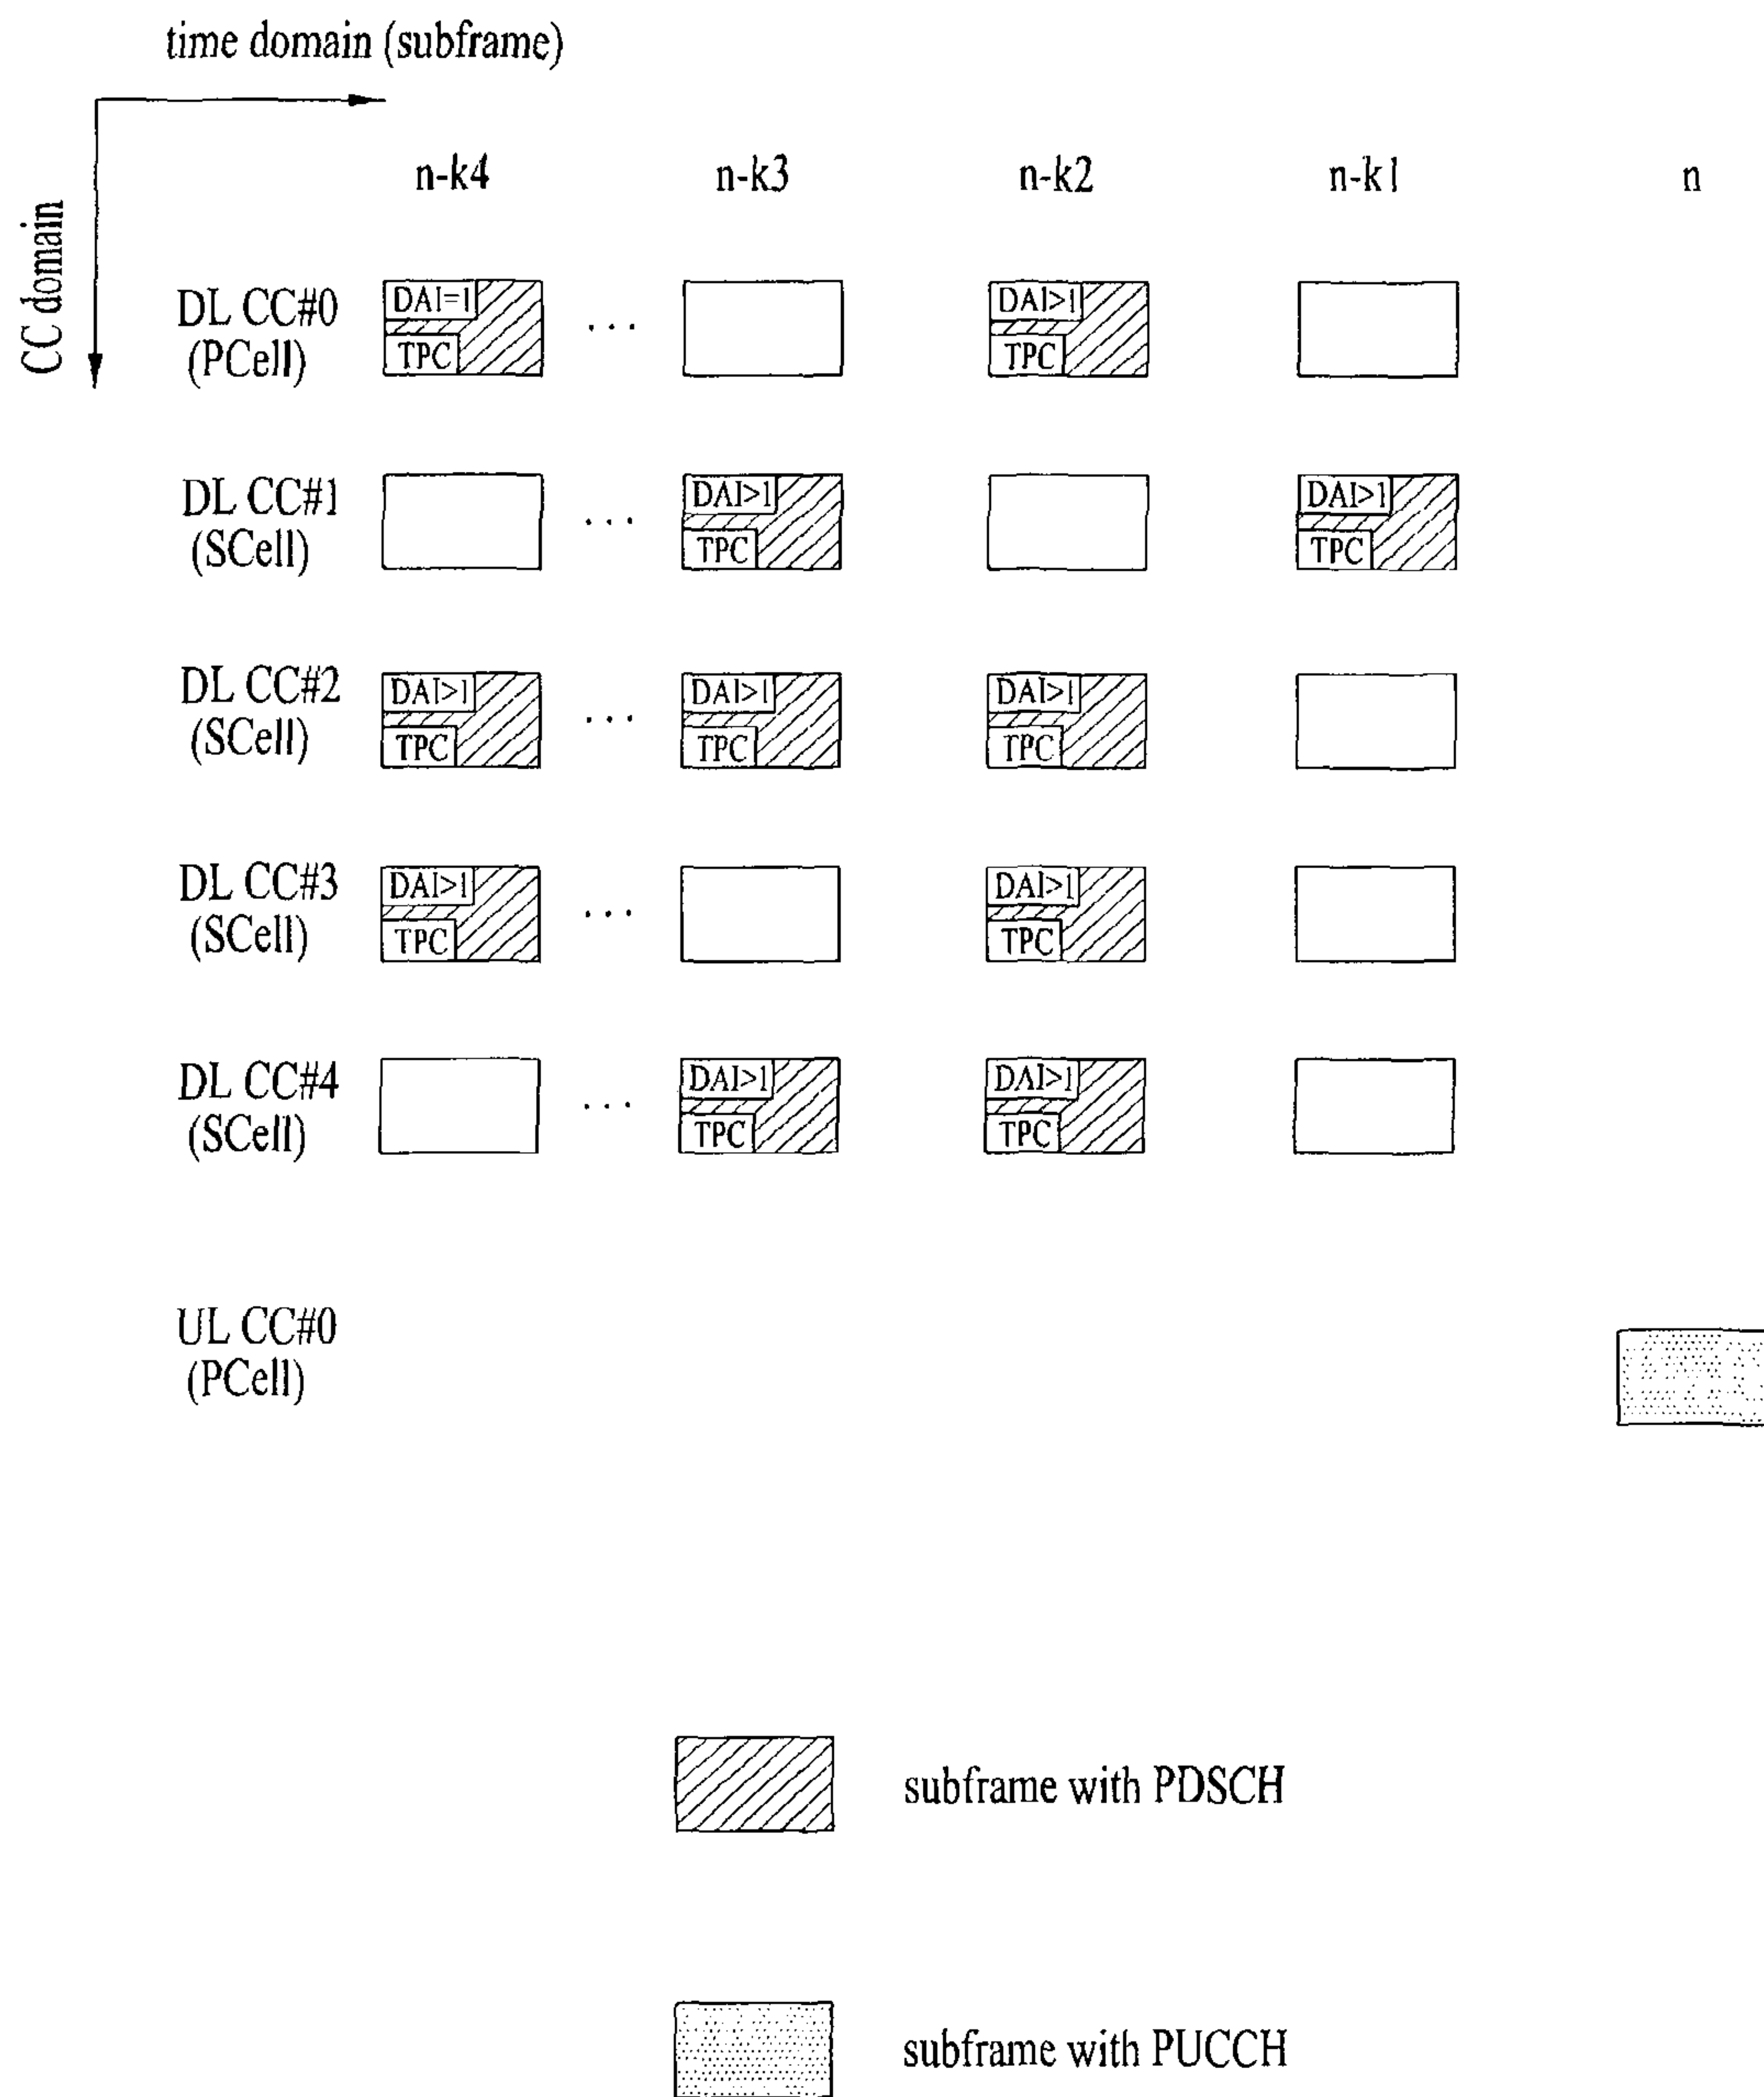 time domain (subframe)
CC domain
n-k4 n-k3 n-k2 n-k1 n
DL CC#0
(PCell)
DAI=1 DAI>1
TPC TPC
...
DL CC#1
(SCell)
DAI>1 DAI>1
TPC TPC
...
DL CC#2
(SCell)
DAI>1 DAI>1 DAI>1
TPC TPC TPC
...
DL CC#3
(SCell)
DAI>1 DAI>1
TPC TPC
...
DL CC#4
(SCell)
DAI>1 DAI>1
TPC TPC
...
UL CC#0
(PCell)
subframe with PDSCH
subframe with PUCCH